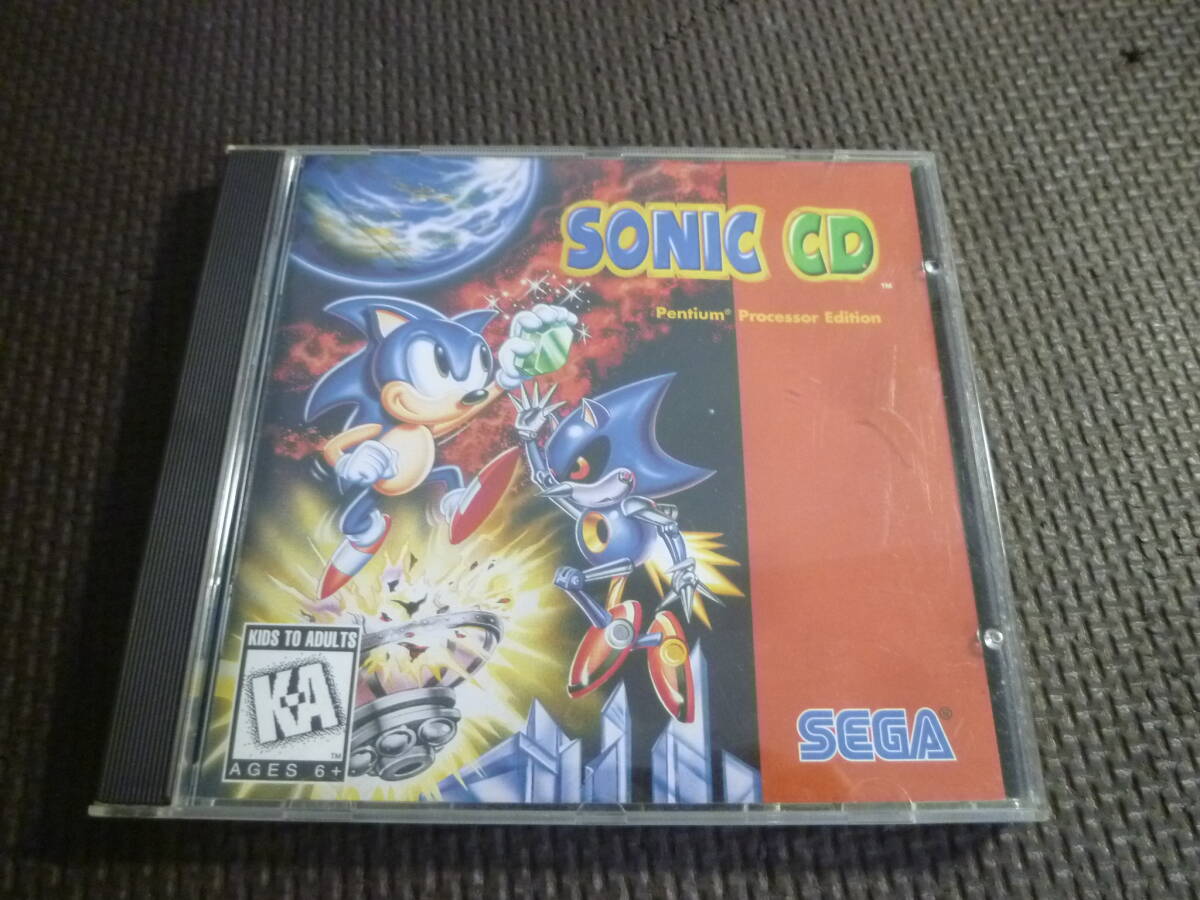 SONIC CD ™
Pentium® Processor Edition
KIDS TO ADULTS
K-A ™
AGES 6+
SEGA®